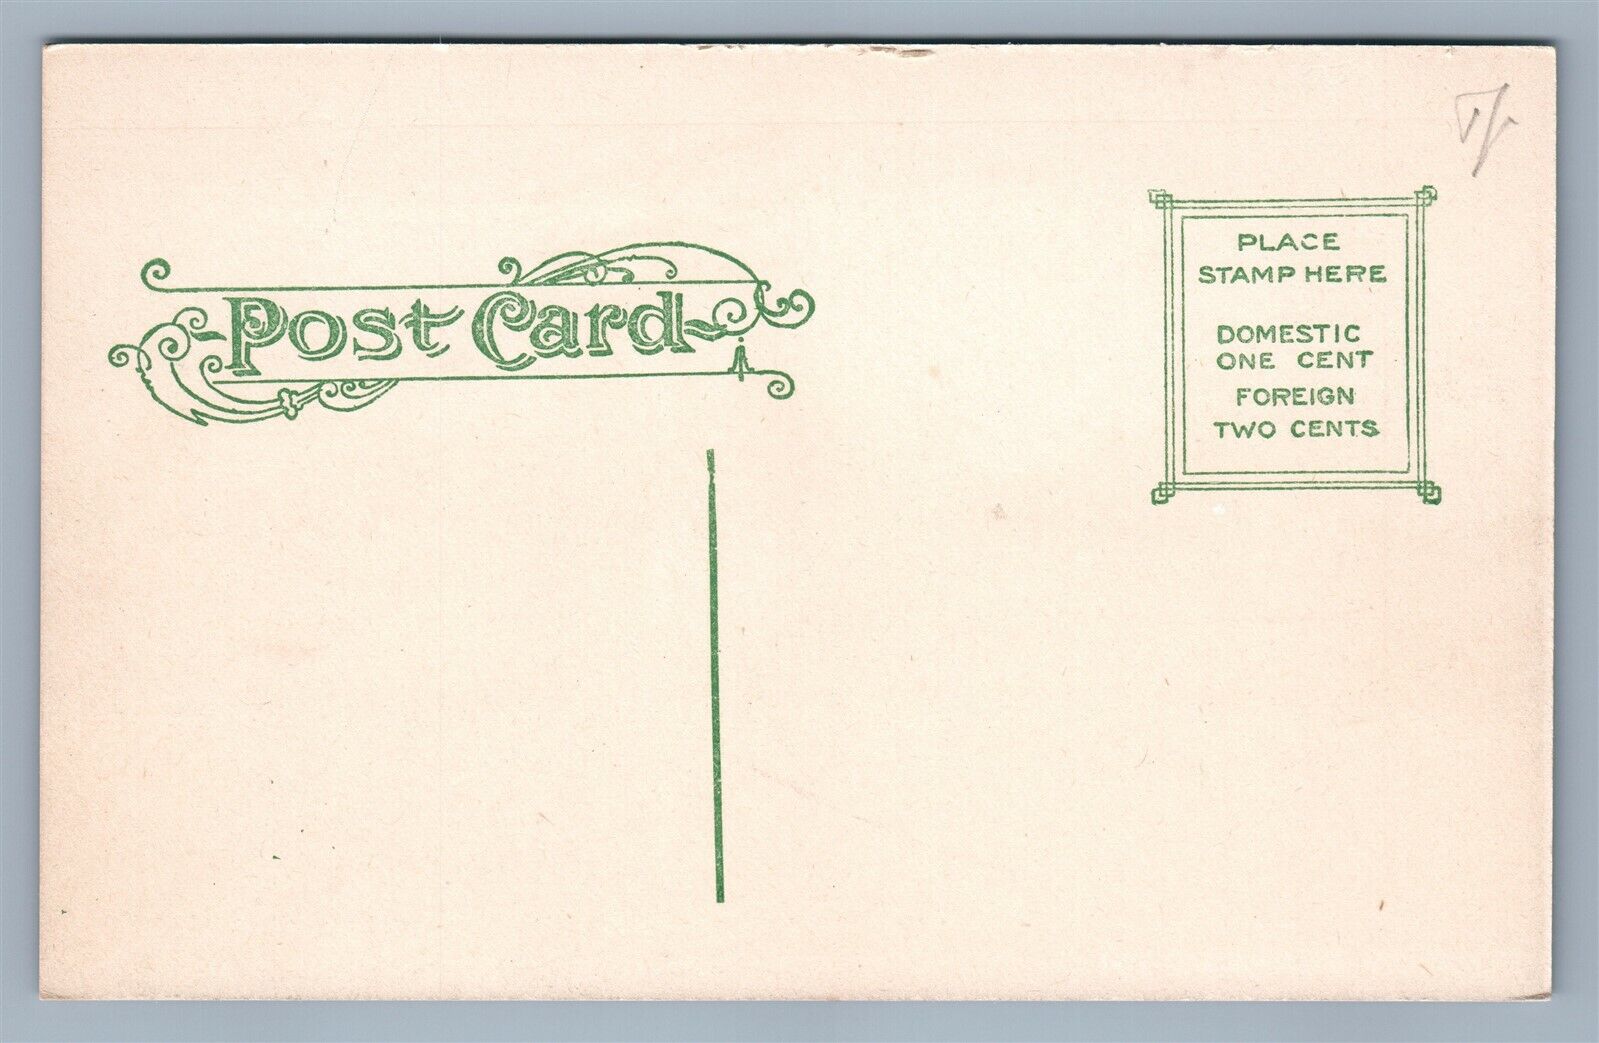 Post Card
PLACE
STAMP HERE
DOMESTIC
ONE CENT
FOREIGN
TWO CENTS